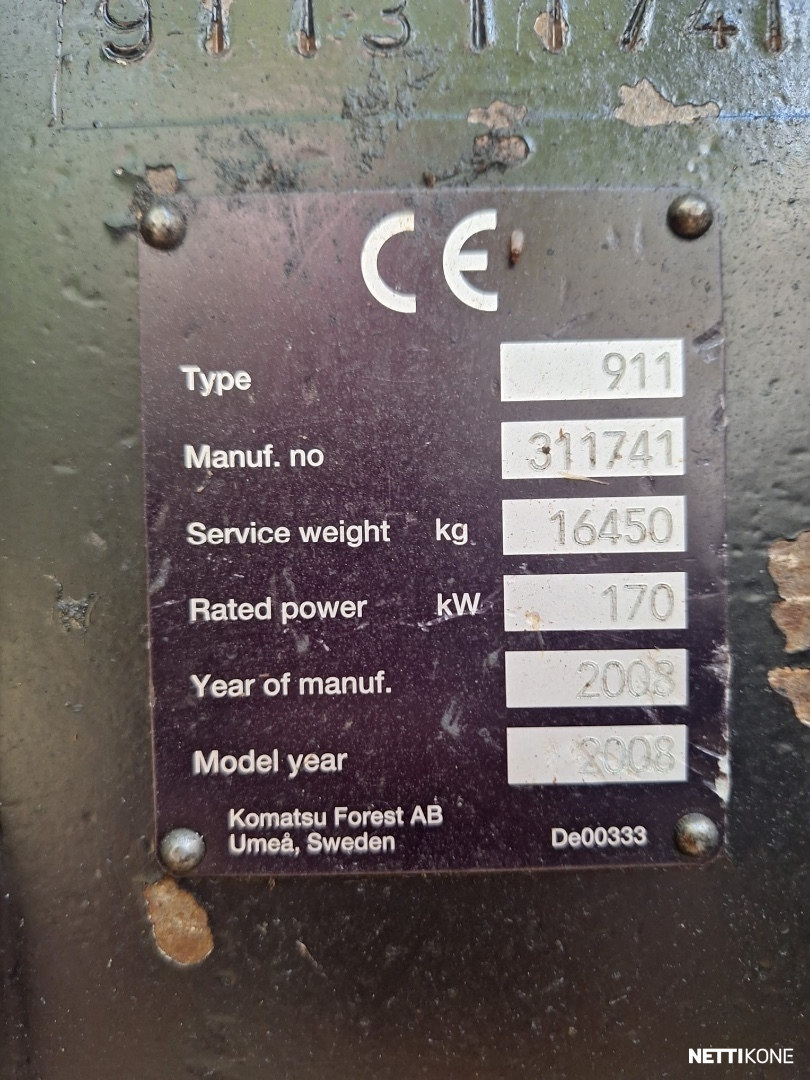 911311741
CE
Type 911
Manuf. no 311741
Service weight kg 16450
Rated power kW 170
Year of manuf. 2008
Model year 2008
Komatsu Forest AB
Umeå, Sweden De00333
NETTIKONE